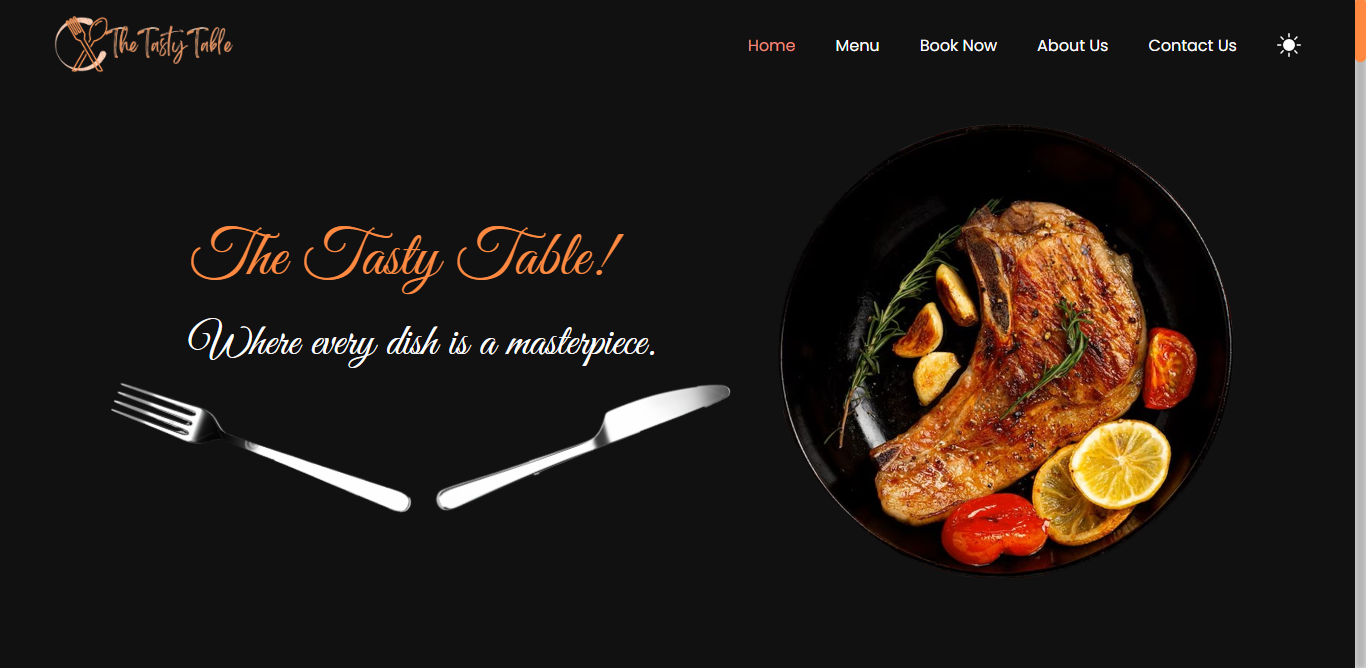 The Tasty Table
Home Menu Book Now About Us Contact Us
The Tasty Table!
Where every dish is a masterpiece.